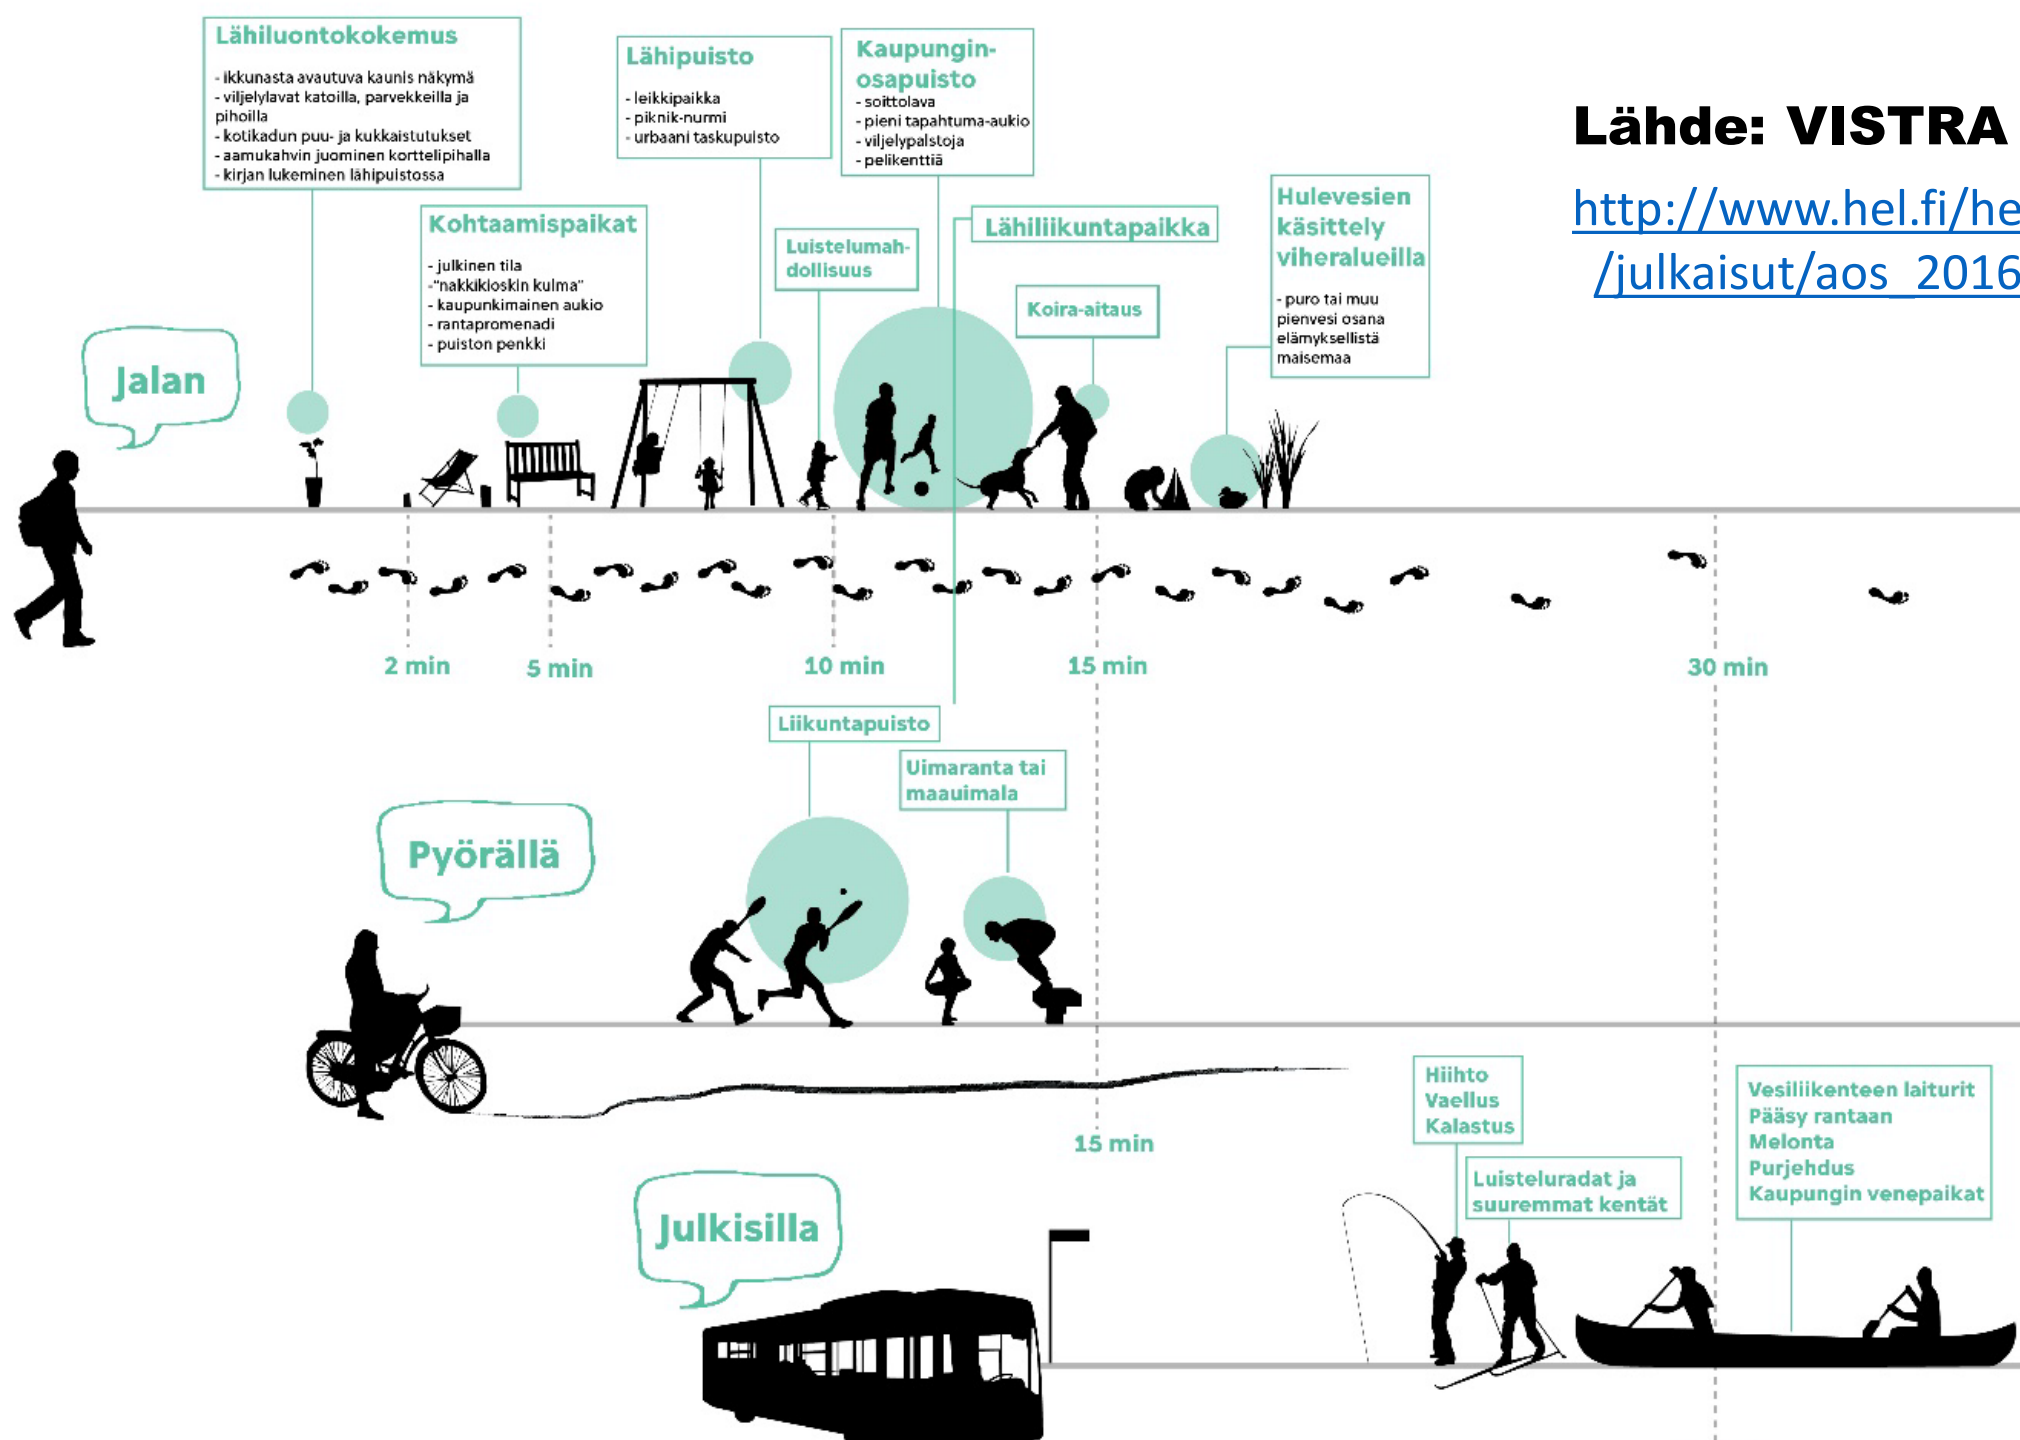 Lähiluontokokemus
- ikkunasta avautuva kaunis näkymä
- viljelylavat katoilla, parvekkeilla ja
pihoilla
- kotikadun puu- ja kukkaistutukset
- aamukahvin juominen korttelipihalla
- kirjan lukeminen lähipuistossa
Kohtaamispaikat
- julkinen tila
-"nakkikioskin kulma"
- kaupunkimainen aukio
- rantapromenadi
- puiston penkki
Lähipuisto
- leikkipaikka
- piknik-nurmi
- urbaani taskupuisto
Luistelumah-
dollisuus
Kaupungin-
osapuisto
- soittolava
- pieni tapahtuma-aukio
- viljelypalstoja
- pelikenttiä
Lähiliikuntapaikka
Koira-aitaus
Hulevesien
käsittely
viheralueilla
- puro tai muu
pienvesi osana
elämyksellistä
maisemaa
Lähde: VISTRA
http://www.hel.fi/he
/julkaisut/aos_2016
Jalan
2 min
5 min
10 min
15 min
30 min
Liikuntapuisto
Uimaranta tai
maauimala
Pyörällä
15 min
Hiihto
Vaellus
Kalastus
Luisteluradat ja
suuremmat kentät
Vesiliikenteen laiturit
Pääsy rantaan
Melonta
Purjehdus
Kaupungin venepaikat
Julkisilla